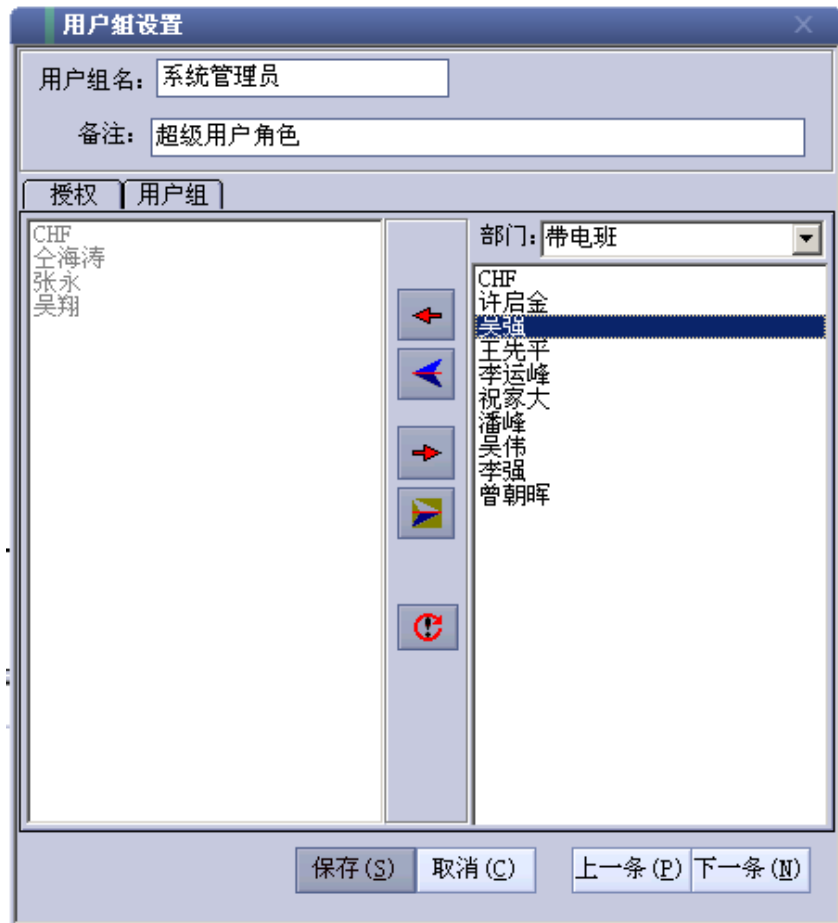 用户组设置
用户组名: 系统管理员
备注: 超级用户角色
授权 用户组
CHF
仝海涛
张永
吴翔
部门: 带电班
CHF
许启金
吴强
王先平
李运峰
祝家大
潘峰
吴伟
李强
曾朝晖
保存(S) 取消(C) 上一条(P) 下一条(N)